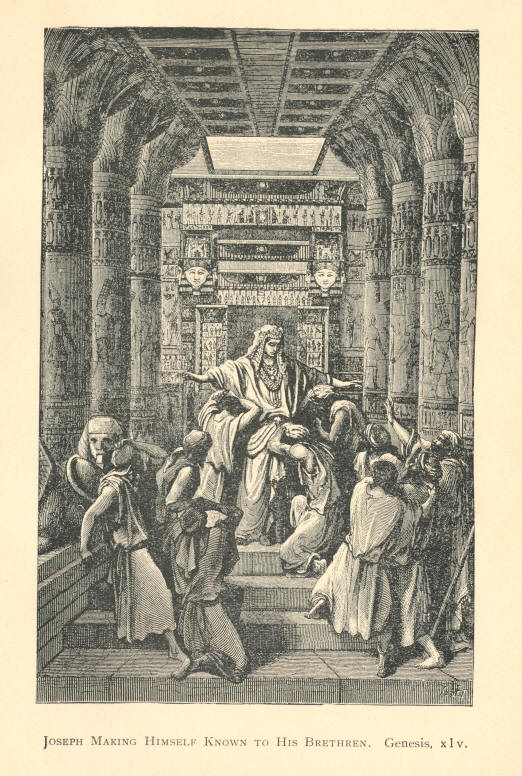 JOSEPH MAKING HIMSELF KNOWN TO HIS BRETHREN. Genesis, xlv.